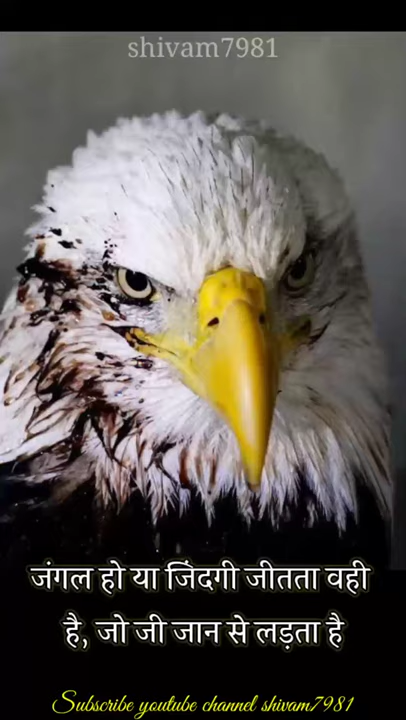 shivam7981
जंगल हो या जिंदगी जीतता वही
है, जो जी जान से लड़ता है
Subscribe youtube channel shivam7981